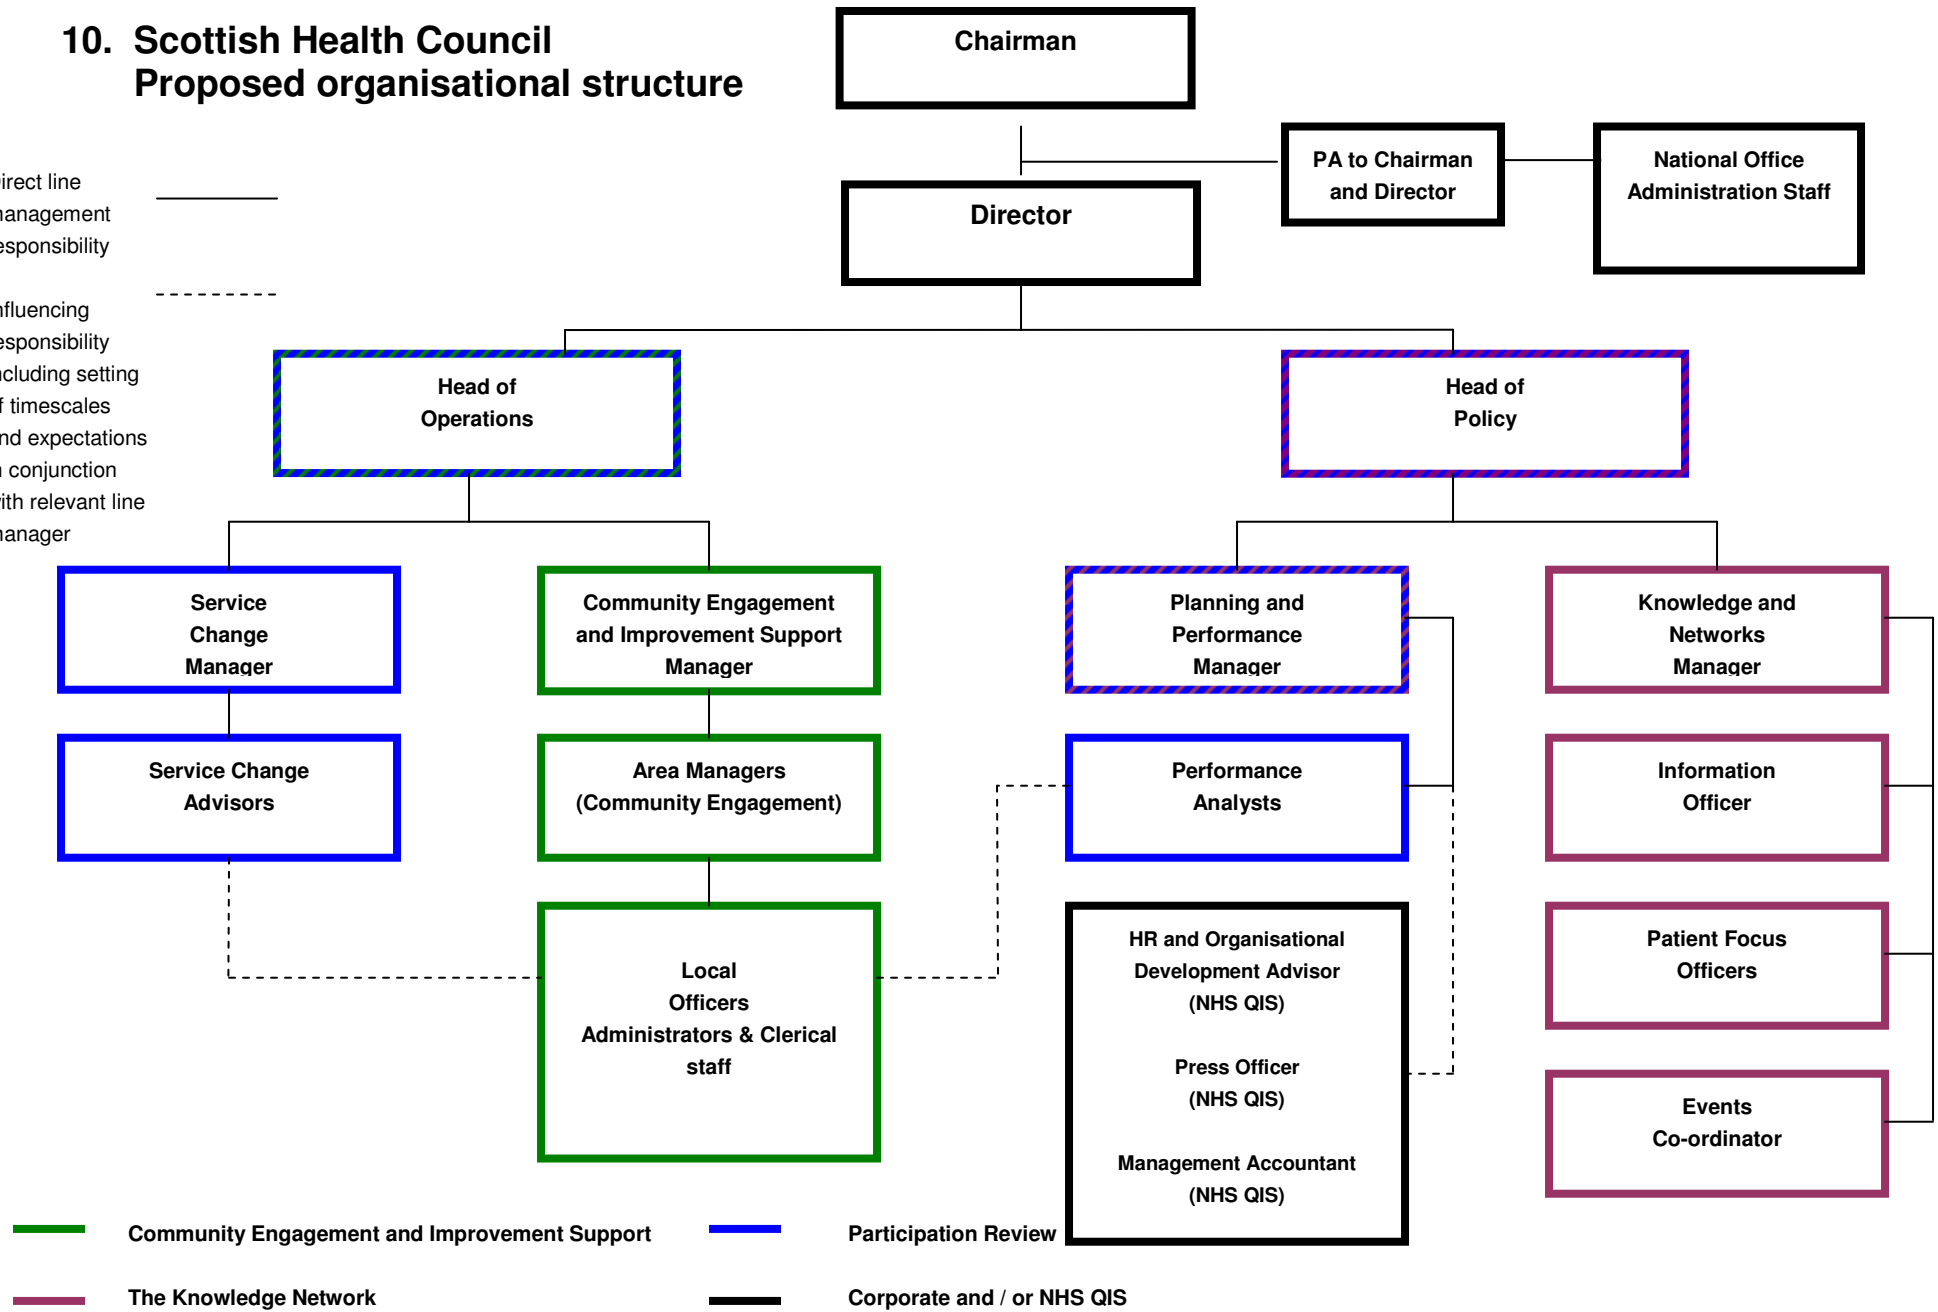 10. Scottish Health Council
Proposed organisational structure
Chairman
PA to Chairman
and Director
National Office
Administration Staff
Director
irect line
anagement
esponsibility
nfluencing
esponsibility
ncluding setting
f timescales
nd expectations
n conjunction
ith relevant line
anager
Head of
Operations
Head of
Policy
Service
Change
Manager
Community Engagement
and Improvement Support
Manager
Planning and
Performance
Manager
Knowledge and
Networks
Manager
Service Change
Advisors
Area Managers
(Community Engagement)
Performance
Analysts
Information
Officer
Local
Officers
Administrators & Clerical
staff
HR and Organisational
Development Advisor
(NHS QIS)
Press Officer
(NHS QIS)
Management Accountant
(NHS QIS)
Patient Focus
Officers
Events
Co-ordinator
Community Engagement and Improvement Support
Participation Review
The Knowledge Network
Corporate and / or NHS QIS